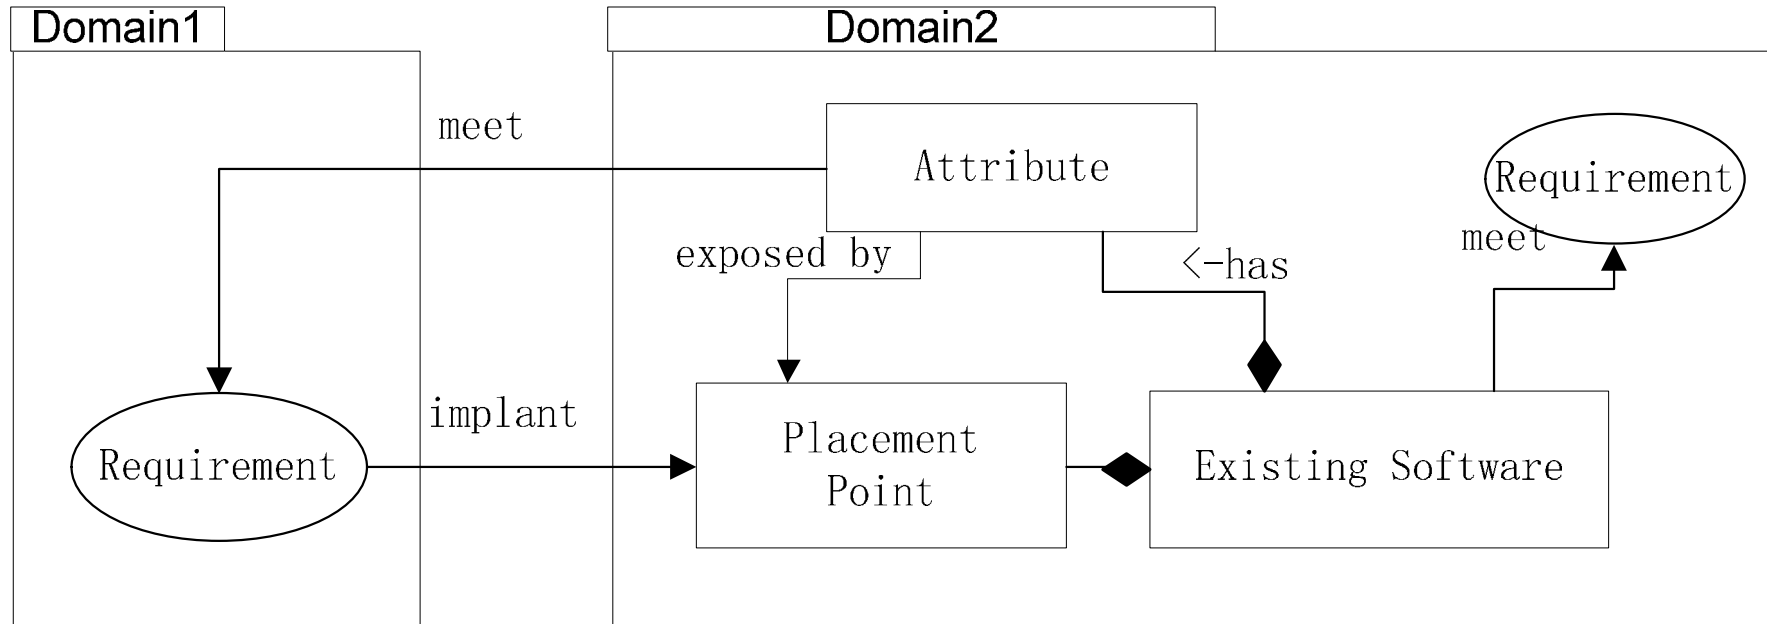 Domain1
Domain2
meet
Attribute
Requirement
meet
exposed by
<-has
implant
Placement
Point
Requirement
Existing Software